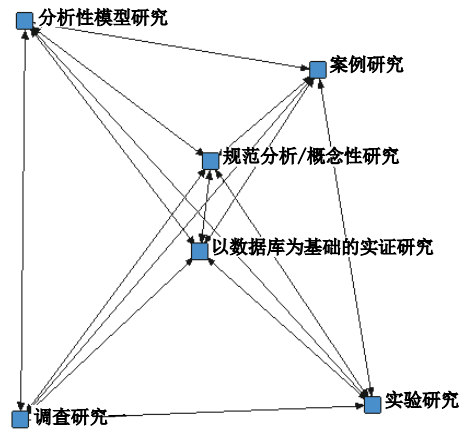 分析性模型研究
案例研究
规范分析/概念性研究
以数据库为基础的实证研究
实验研究
调查研究